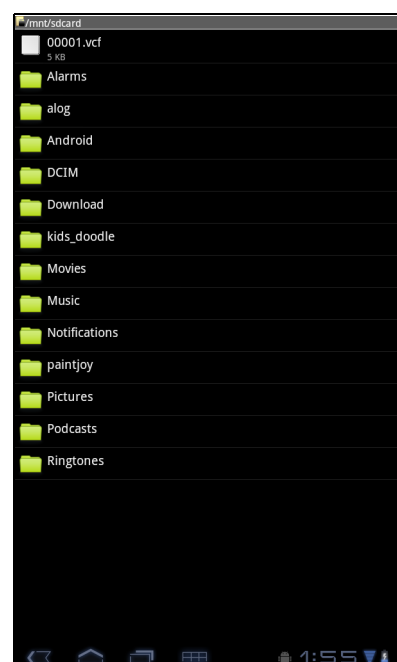 /mnt/sdcard
00001.vcf
5 KB
Alarms
alog
Android
DCIM
Download
kids_doodle
Movies
Music
Notifications
paintjoy
Pictures
Podcasts
Ringtones
1:55